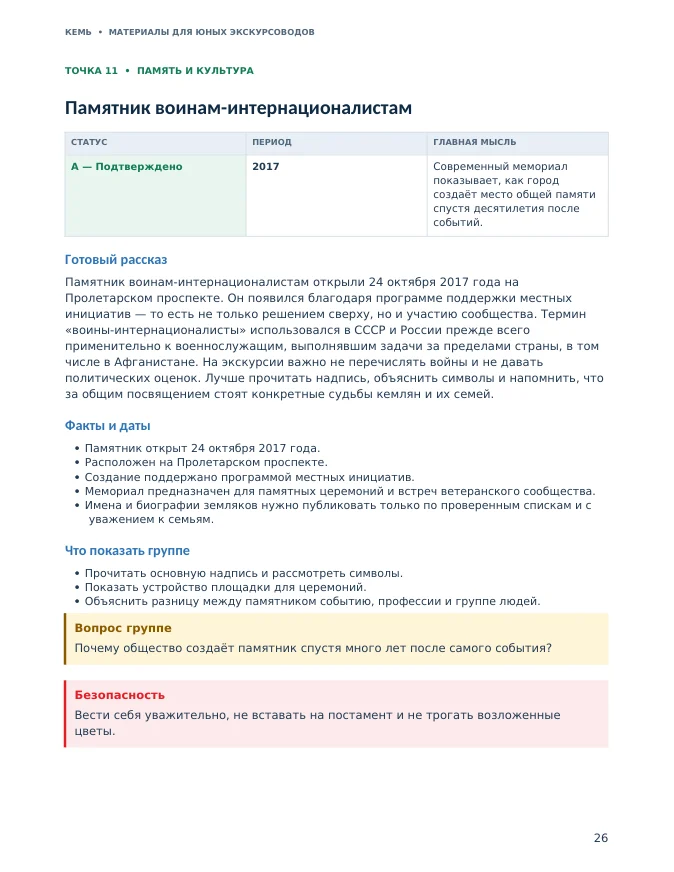 КЕМЬ • МАТЕРИАЛЫ ДЛЯ ЮНЫХ ЭКСКУРСОВОДОВ
ТОЧКА 11 • ПАМЯТЬ И КУЛЬТУРА
Памятник воинам-интернационалистам
СТАТУС
ПЕРИОД
ГЛАВНАЯ МЫСЛЬ
A — Подтверждено
2017
Современный мемориал
показывает, как город
создаёт место общей памяти
спустя десятилетия после
событий.
Готовый рассказ
Памятник воинам-интернационалистам открыли 24 октября 2017 года на
Пролетарском проспекте. Он появился благодаря программе поддержки местных
инициатив — то есть не только решением сверху, но и участию сообщества. Термин
«воины-интернационалисты» использовался в СССР и России прежде всего
применительно к военнослужащим, выполнявшим задачи за пределами страны, в том
числе в Афганистане. На экскурсии важно не перечислять войны и не давать
политических оценок. Лучше прочитать надпись, объяснить символы и напомнить, что
за общим посвящением стоят конкретные судьбы кемлян и их семей.
Факты и даты
• Памятник открыт 24 октября 2017 года.
• Расположен на Пролетарском проспекте.
• Создание поддержано программой местных инициатив.
• Мемориал предназначен для памятных церемоний и встреч ветеранского сообщества.
• Имена и биографии земляков нужно публиковать только по проверенным спискам и с
уважением к семьям.
Что показать группе
• Прочитать основную надпись и рассмотреть символы.
• Показать устройство площадки для церемоний.
• Объяснить разницу между памятником событию, профессии и группе людей.
Вопрос группе
Почему общество создаёт памятник спустя много лет после самого события?
Безопасность
Вести себя уважительно, не вставать на постамент и не трогать возложенные
цветы.
26